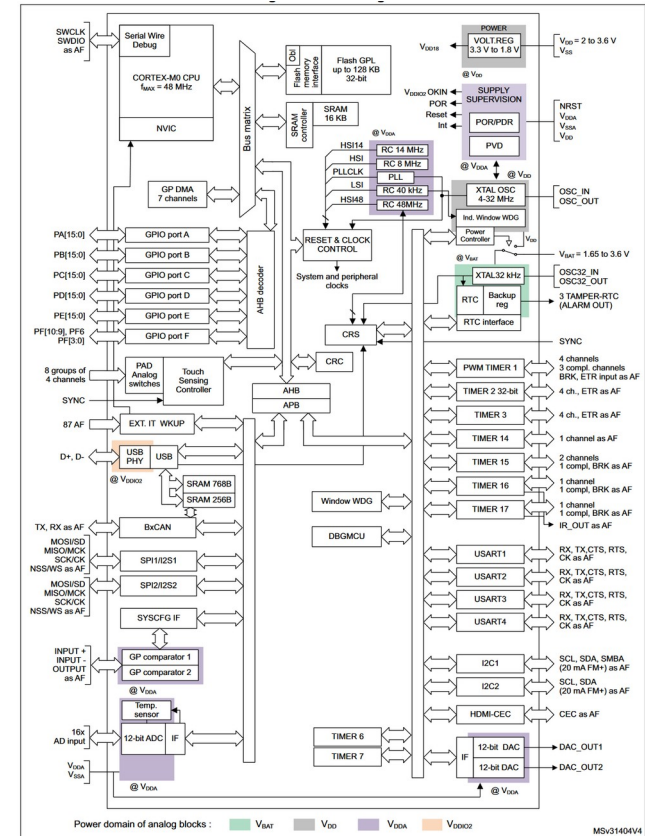 POWER
SWCLK
SWDIO
as AF
Serial Wire
Debug
CORTEX-M0 CPU
fMAX = 48 MHz
NVIC
Bus matrix
Obl
Flash
memory
interface
Flash GPL
up to 128 KB
32-bit
SRAM
controller
SRAM
16 KB
VDD18
VOLT.REG
3.3 V to 1.8 V
VDD = 2 to 3.6 V
VSS
@ VDD
VDDIO2 OKIN
POR
Reset
Int
SUPPLY
SUPERVISION
POR/PDR
PVD
NRST
VDDA
VSSA
VDD
@ VDDA
@ VDD
@ VDDA
HSI14
HSI
PLLCLK
LSI
HSI48
RC 14 MHz
RC 8 MHz
PLL
RC 40 kHz
RC 48MHz
XTAL OSC
4-32 MHz
OSC_IN
OSC_OUT
Ind. Window WDG
Power
Controller
VDD
VBAT = 1.65 to 3.6 V
@ VBAT
XTAL32 kHz
OSC32_IN
OSC32_OUT
RTC
Backup
reg
3 TAMPER-RTC
(ALARM OUT)
RTC interface
GP DMA
7 channels
PA[15:0]
GPIO port A
PB[15:0]
GPIO port B
PC[15:0]
GPIO port C
PD[15:0]
GPIO port D
PE[15:0]
GPIO port E
PF[10:9], PF6
PF[3:0]
GPIO port F
AHB decoder
RESET & CLOCK
CONTROL
System and peripheral
clocks
CRS
SYNC
CRC
8 groups of
4 channels
PAD
Analog
switches
Touch
Sensing
Controller
SYNC
AHB
APB
87 AF
EXT. IT WKUP
D+, D-
USB
PHY
USB
@ VDDIO2
SRAM 768B
SRAM 256B
TX, RX as AF
BxCAN
MOSI/SD
MISO/MCK
SCK/CK
NSS/WS as AF
SPI1/I2S1
MOSI/SD
MISO/MCK
SCK/CK
NSS/WS as AF
SPI2/I2S2
SYSCFG IF
INPUT +
INPUT -
OUTPUT
as AF
GP comparator 1
GP comparator 2
@ VDDA
Temp.
sensor
16x
AD input
12-bit ADC
IF
VDDA
VSSA
@ VDDA
Window WDG
DBGMCU
TIMER 6
TIMER 7
PWM TIMER 1
4 channels
3 compl. channels
BRK, ETR input as AF
TIMER 2 32-bit
4 ch., ETR as AF
TIMER 3
4 ch., ETR as AF
TIMER 14
1 channel as AF
TIMER 15
2 channels
1 compl, BRK as AF
TIMER 16
1 channel
1 compl, BRK as AF
TIMER 17
1 channel
1 compl, BRK as AF
IR_OUT as AF
USART1
RX, TX,CTS, RTS,
CK as AF
USART2
RX, TX,CTS, RTS,
CK as AF
USART3
RX, TX,CTS, RTS,
CK as AF
USART4
RX, TX,CTS, RTS,
CK as AF
I2C1
SCL, SDA, SMBA
(20 mA FM+) as AF
I2C2
SCL, SDA
(20 mA FM+) as AF
HDMI-CEC
CEC as AF
IF
12-bit DAC
DAC_OUT1
12-bit DAC
DAC_OUT2
@ VDDA
Power domain of analog blocks :
VBAT
VDD
VDDA
VDDIO2
MSv31404V4